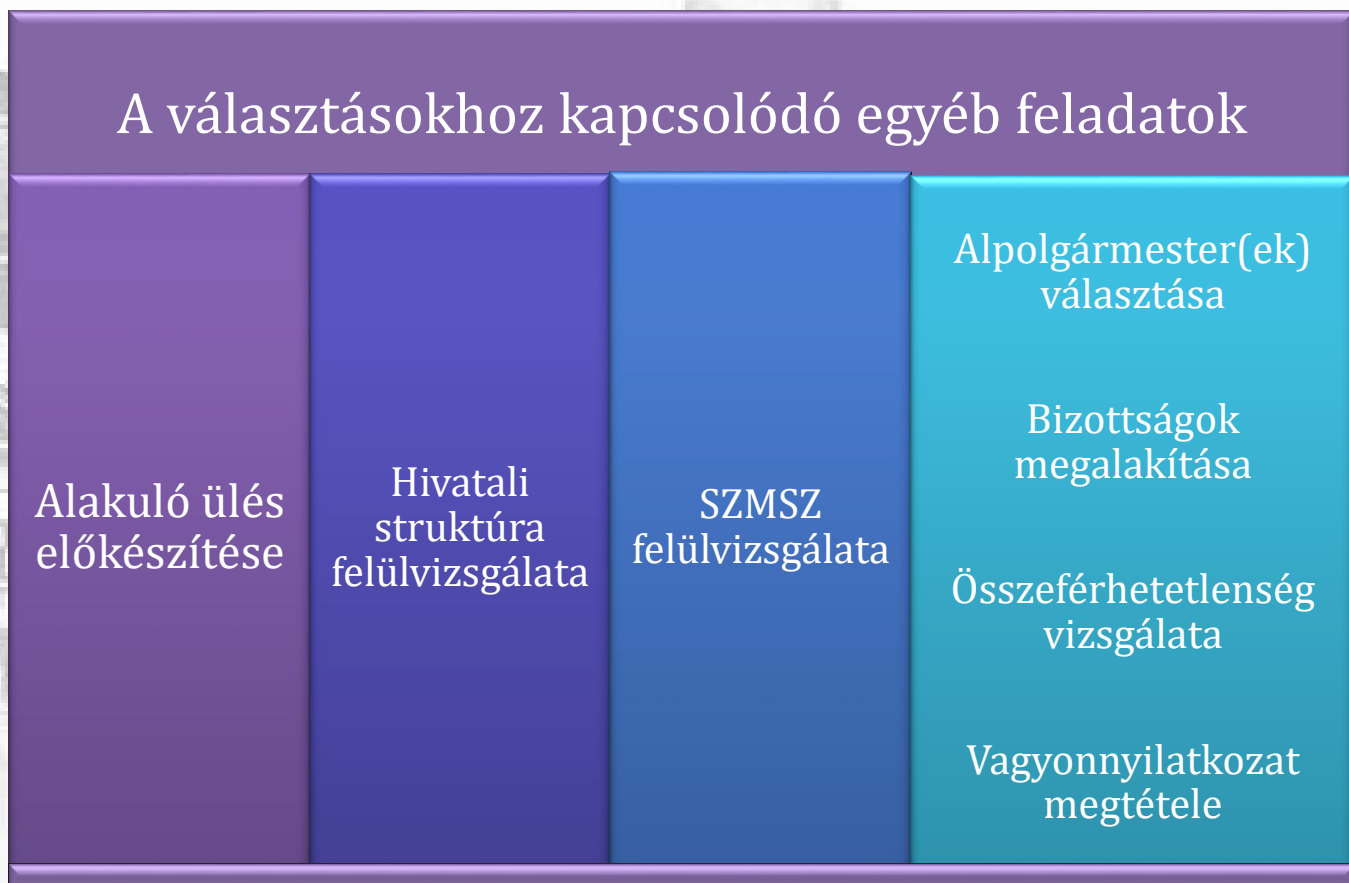 A választásokhoz kapcsolódó egyéb feladatok
Alakuló ülés
előkészítése
Hivatali
struktúra
felülvizsgálata
SZMSZ
felülvizsgálata
Alpolgármester(ek)
választása
Bizottságok
megalakítása
Összeférhetetlenség
vizsgálata
Vagyonnyilatkozat
megtétele